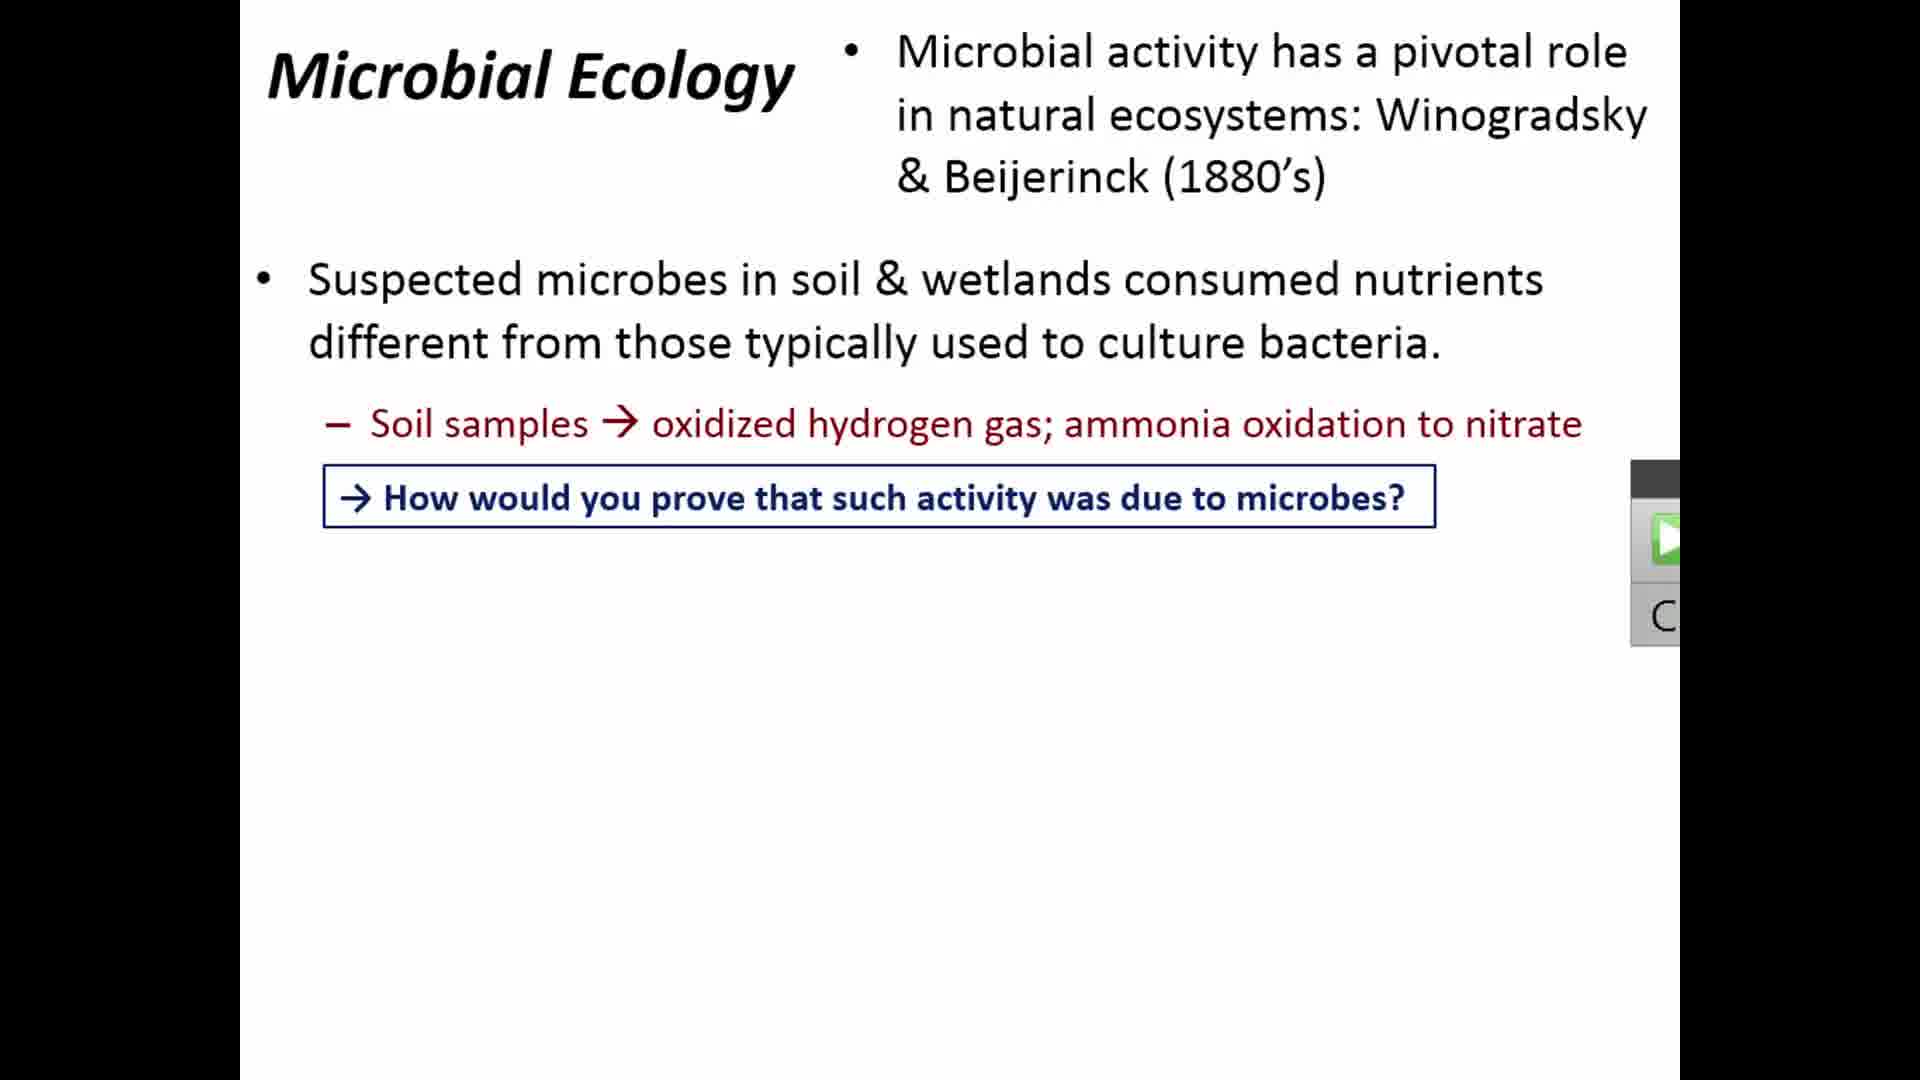 Microbial Ecology
• Microbial activity has a pivotal role
in natural ecosystems: Winogradsky
& Beijerinck (1880’s)
• Suspected microbes in soil & wetlands consumed nutrients
different from those typically used to culture bacteria.
– Soil samples → oxidized hydrogen gas; ammonia oxidation to nitrate
→ How would you prove that such activity was due to microbes?
C